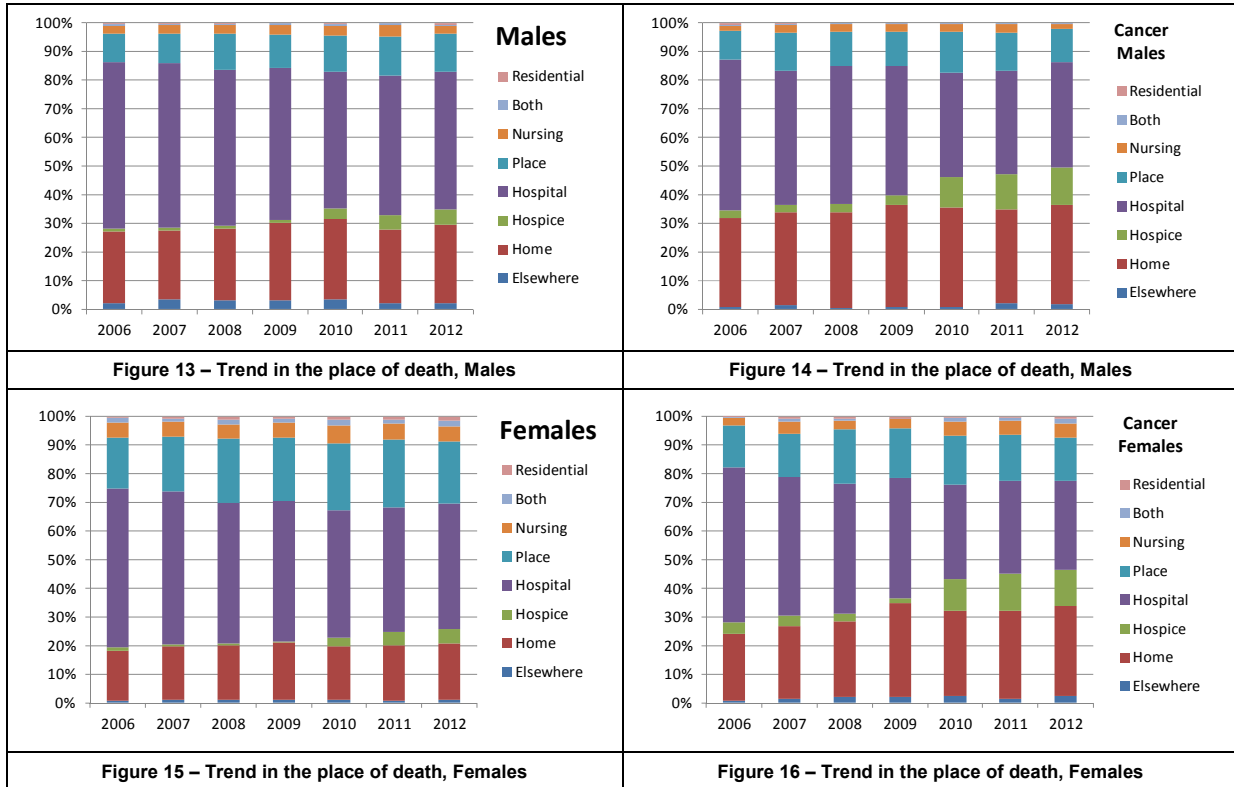 100%
90%
80%
70%
60%
50%
40%
30%
20%
10%
0%
2006 2007 2008 2009 2010 2011 2012
Males
Residential
Both
Nursing
Place
Hospital
Hospice
Home
Elsewhere
Figure 13 – Trend in the place of death, Males
100%
90%
80%
70%
60%
50%
40%
30%
20%
10%
0%
2006 2007 2008 2009 2010 2011 2012
Cancer
Males
Residential
Both
Nursing
Place
Hospital
Hospice
Home
Elsewhere
Figure 14 – Trend in the place of death, Males
100%
90%
80%
70%
60%
50%
40%
30%
20%
10%
0%
2006 2007 2008 2009 2010 2011 2012
Females
Residential
Both
Nursing
Place
Hospital
Hospice
Home
Elsewhere
Figure 15 – Trend in the place of death, Females
100%
90%
80%
70%
60%
50%
40%
30%
20%
10%
0%
2006 2007 2008 2009 2010 2011 2012
Cancer
Females
Residential
Both
Nursing
Place
Hospital
Hospice
Home
Elsewhere
Figure 16 – Trend in the place of death, Females